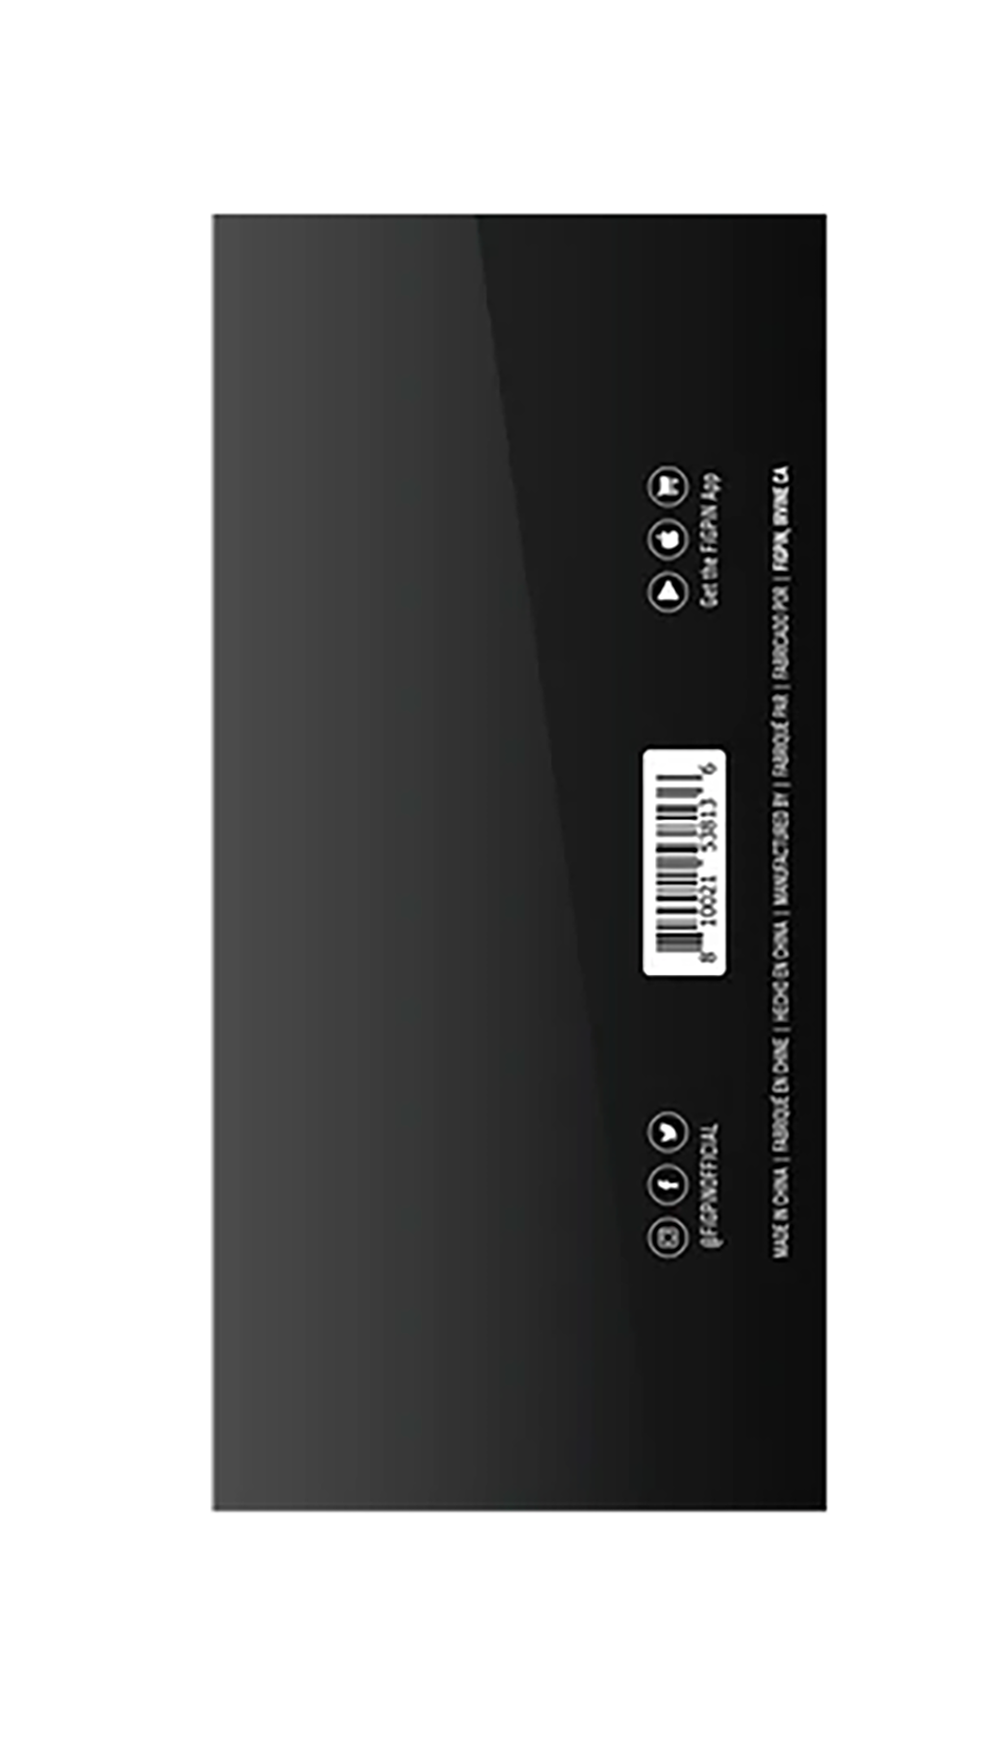 @FiGPiNOFFICIAL
8 10021 53813 6
Get the FiGPiN App
MADE IN CHINA | FABRIQUÉ EN CHINE | HECHO EN CHINA | MANUFACTURED BY | FABRIQUÉ PAR | FABRICADO POR | FiGPiN, IRVINE CA